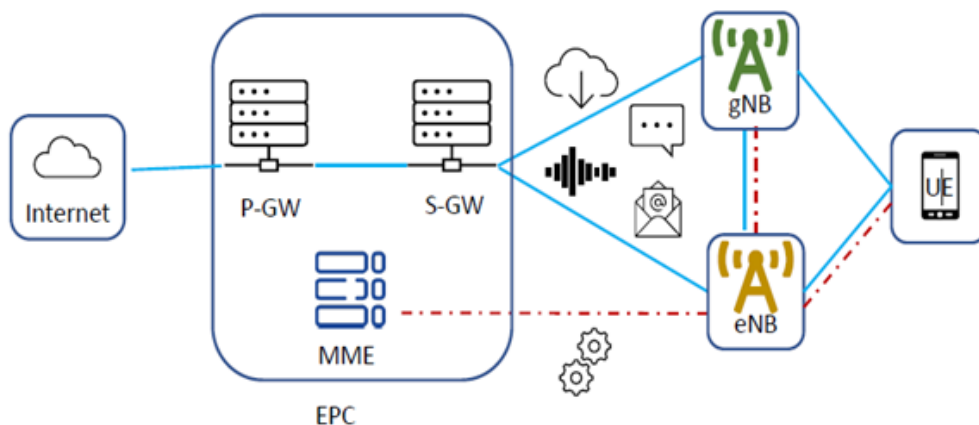 gNB
Internet
P-GW
S-GW
UE
eNB
MME
EPC